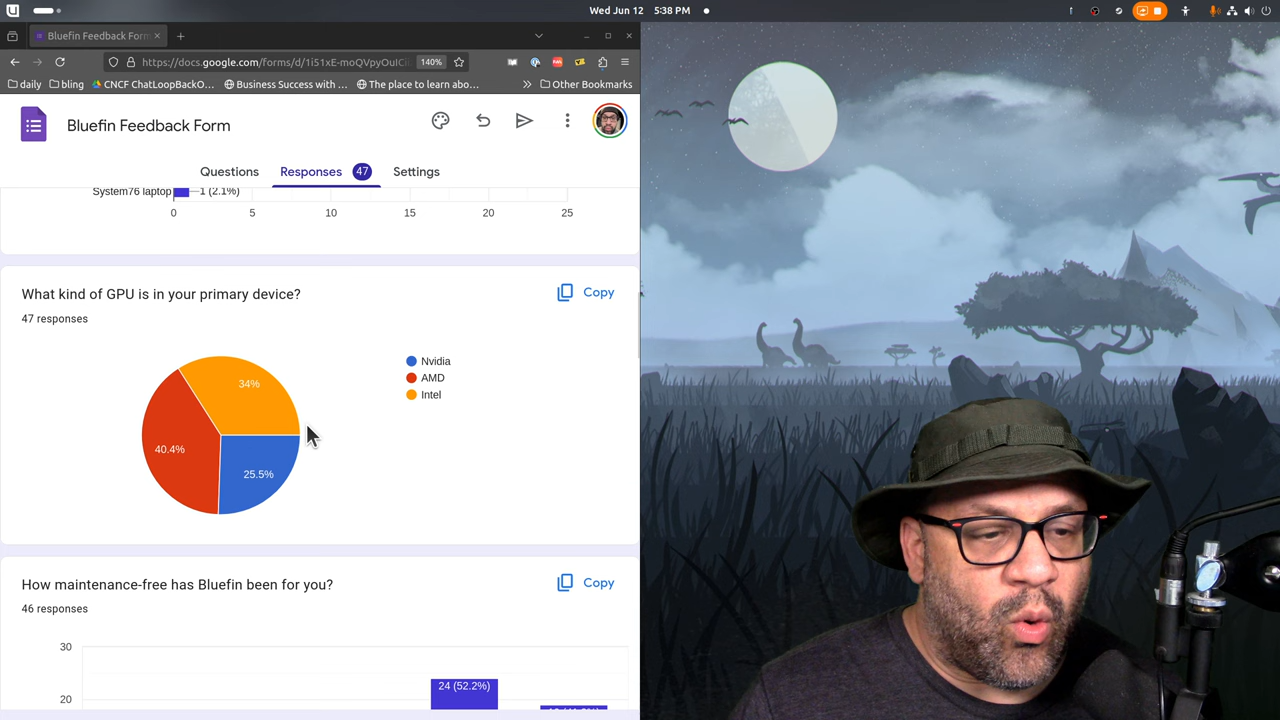 Wed Jun 12 5:38 PM
Bluefin Feedback Form
https://docs.google.com/forms/d/1i51xE-moQVpyOuIC
140%
daily
bling
CNCF ChatLoopBackO…
Business Success with …
The place to learn abo…
Other Bookmarks
Bluefin Feedback Form
Questions
Responses 47
Settings
System76 laptop
1 (2.1%)
0 5 10 15 20 25
What kind of GPU is in your primary device?
Copy
47 responses
Nvidia
AMD
Intel
34%
40.4%
25.5%
How maintenance-free has Bluefin been for you?
Copy
46 responses
30
24 (52.2%)
20